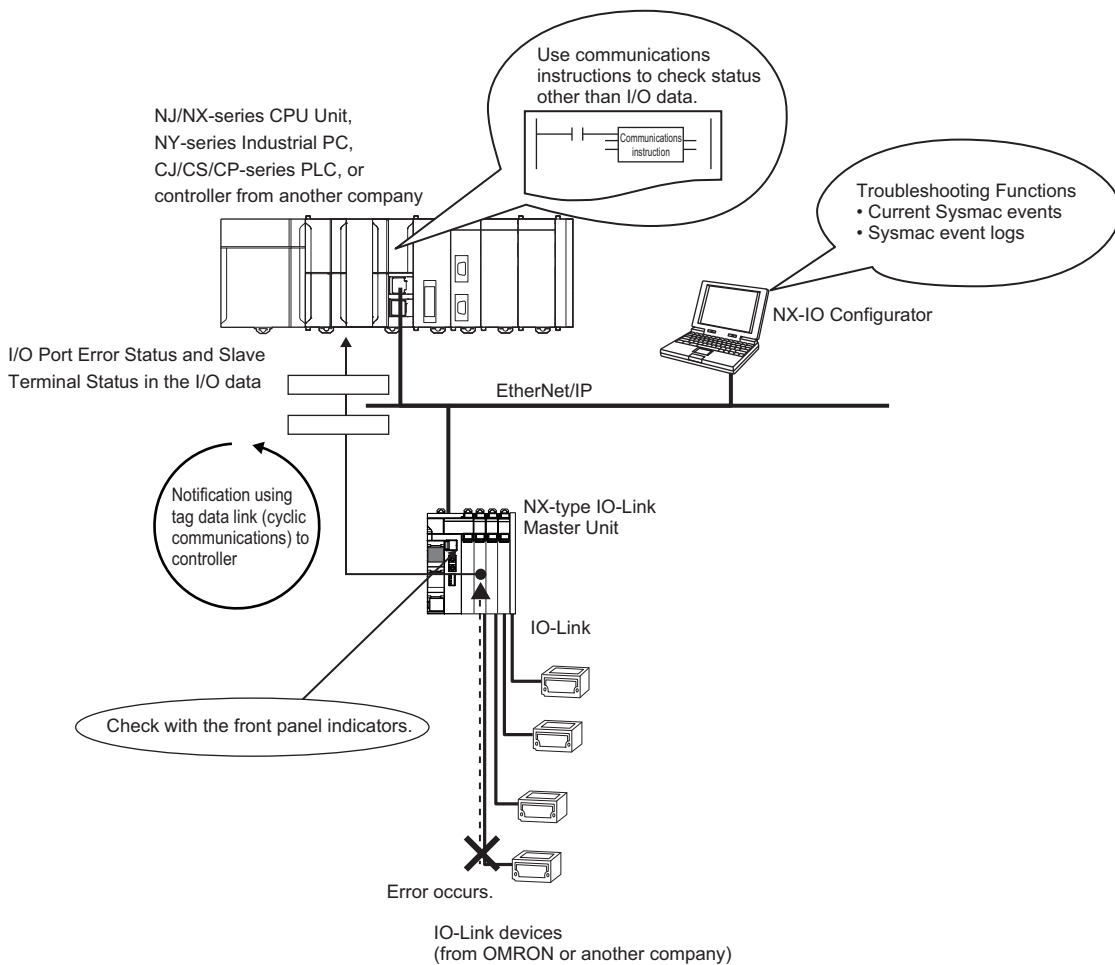 Use communications
instructions to check status
other than I/O data.
Communications
instruction
NJ/NX-series CPU Unit,
NY-series Industrial PC,
CJ/CS/CP-series PLC, or
controller from another company
Troubleshooting Functions
• Current Sysmac events
• Sysmac event logs
NX-IO Configurator
I/O Port Error Status and Slave
Terminal Status in the I/O data
EtherNet/IP
Notification using
tag data link (cyclic
communications) to
controller
NX-type IO-Link
Master Unit
IO-Link
Check with the front panel indicators.
Error occurs.
IO-Link devices
(from OMRON or another company)